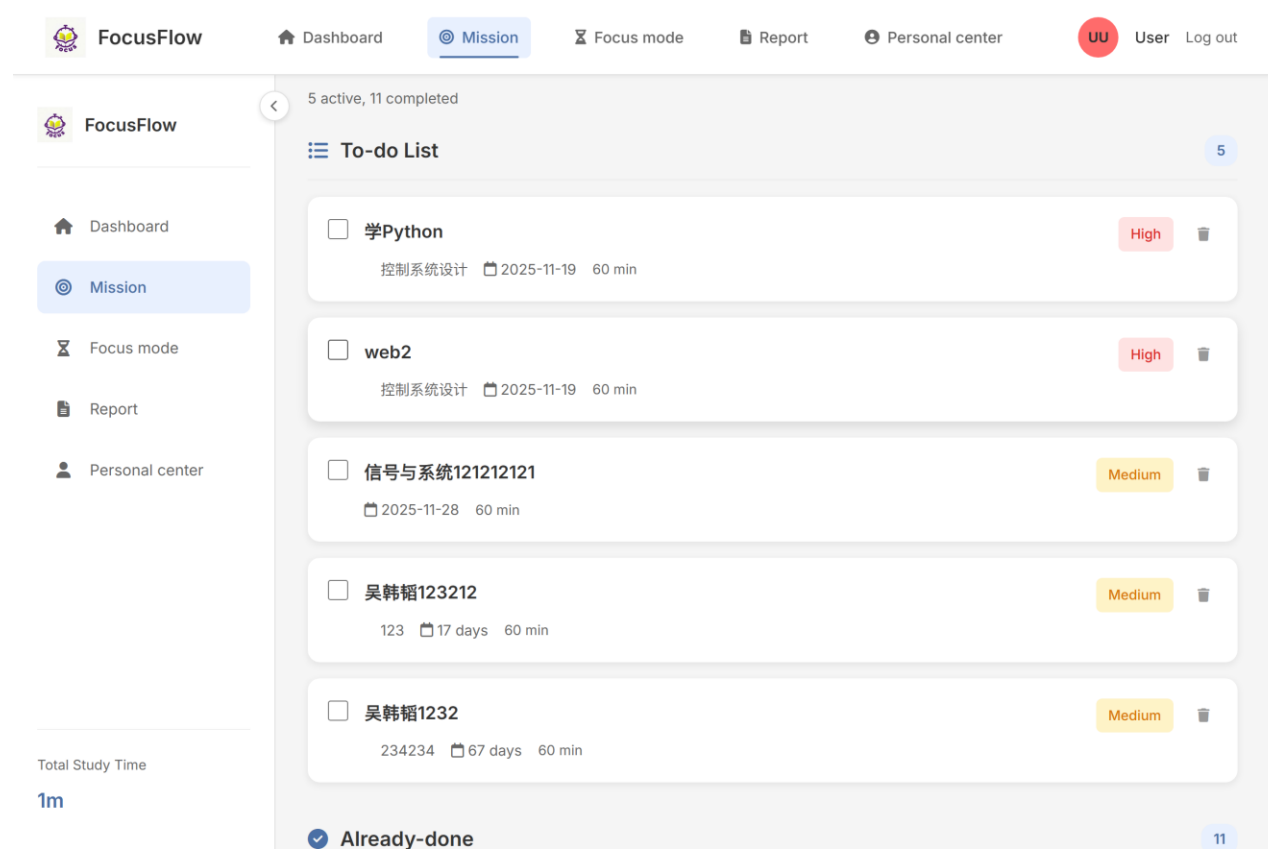 FocusFlow Dashboard Mission Focus mode Report Personal center UU User Log out
FocusFlow
Dashboard
Mission
Focus mode
Report
Personal center
Total Study Time
1m
5 active, 11 completed
To-do List 5
学Python High
控制系统设计 2025-11-19 60 min
web2 High
控制系统设计 2025-11-19 60 min
信号与系统121212121 Medium
2025-11-28 60 min
吴韩韬123212 Medium
123 17 days 60 min
吴韩韬1232 Medium
234234 67 days 60 min
Already-done 11